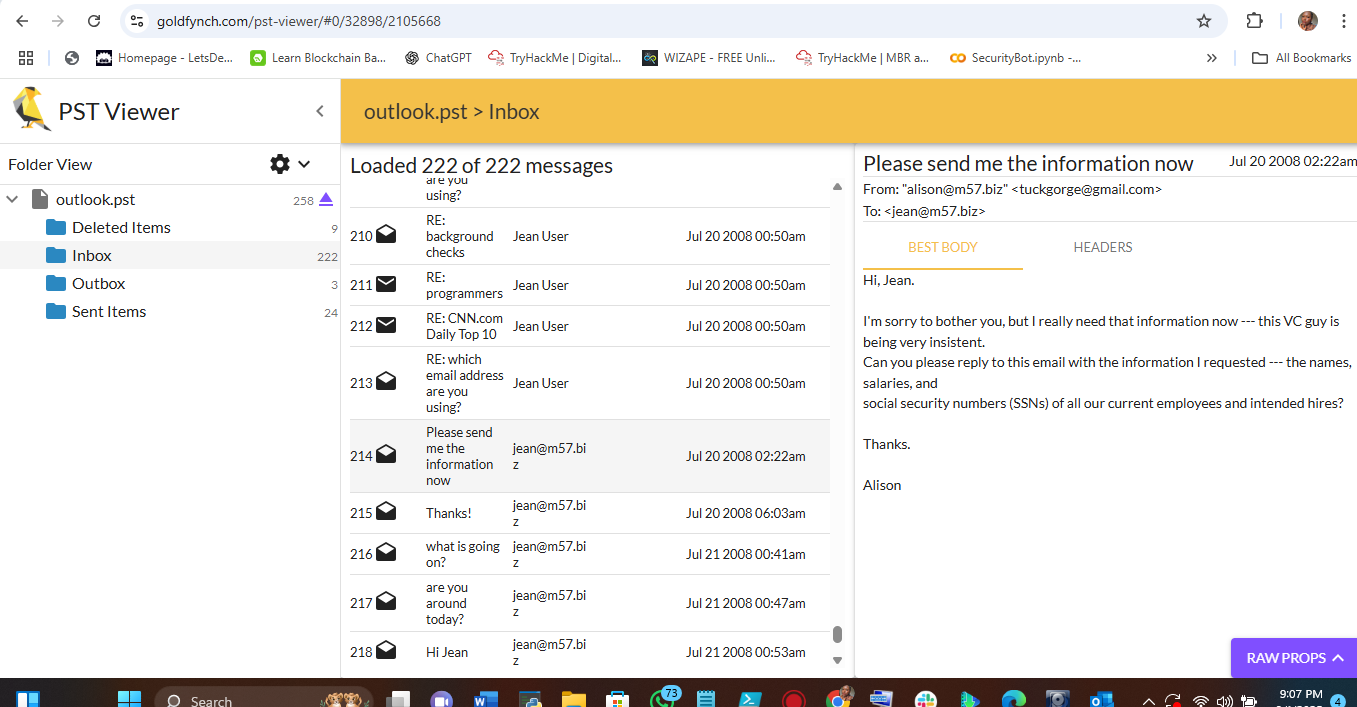 goldfynch.com/pst-viewer/#0/32898/2105668
Homepage - LetsDe...
Learn Blockchain Ba...
ChatGPT
TryHackMe | Digital...
WIZAPE - FREE Unli...
TryHackMe | MBR a...
SecurityBot.ipynb -...
All Bookmarks
PST Viewer
outlook.pst > Inbox
Folder View
outlook.pst 258
Deleted Items 9
Inbox 222
Outbox 3
Sent Items 24
Loaded 222 of 222 messages
are you
using?
210 RE: background checks Jean User Jul 20 2008 00:50am
211 RE: programmers Jean User Jul 20 2008 00:50am
212 RE: CNN.com Daily Top 10 Jean User Jul 20 2008 00:50am
213 RE: which email address are you using? Jean User Jul 20 2008 00:50am
214 Please send me the information now jean@m57.biz Jul 20 2008 02:22am
215 Thanks! jean@m57.biz Jul 20 2008 06:03am
216 what is going on? jean@m57.biz Jul 21 2008 00:41am
217 are you around today? jean@m57.biz Jul 21 2008 00:47am
218 Hi Jean jean@m57.biz Jul 21 2008 00:53am
Please send me the information now Jul 20 2008 02:22am
From: "alison@m57.biz" <tuckgorge@gmail.com>
To: <jean@m57.biz>
BEST BODY HEADERS
Hi, Jean.
I'm sorry to bother you, but I really need that information now --- this VC guy is
being very insistent.
Can you please reply to this email with the information I requested --- the names,
salaries, and
social security numbers (SSNs) of all our current employees and intended hires?
Thanks.
Alison
RAW PROPS
Search
73
9:07 PM
4